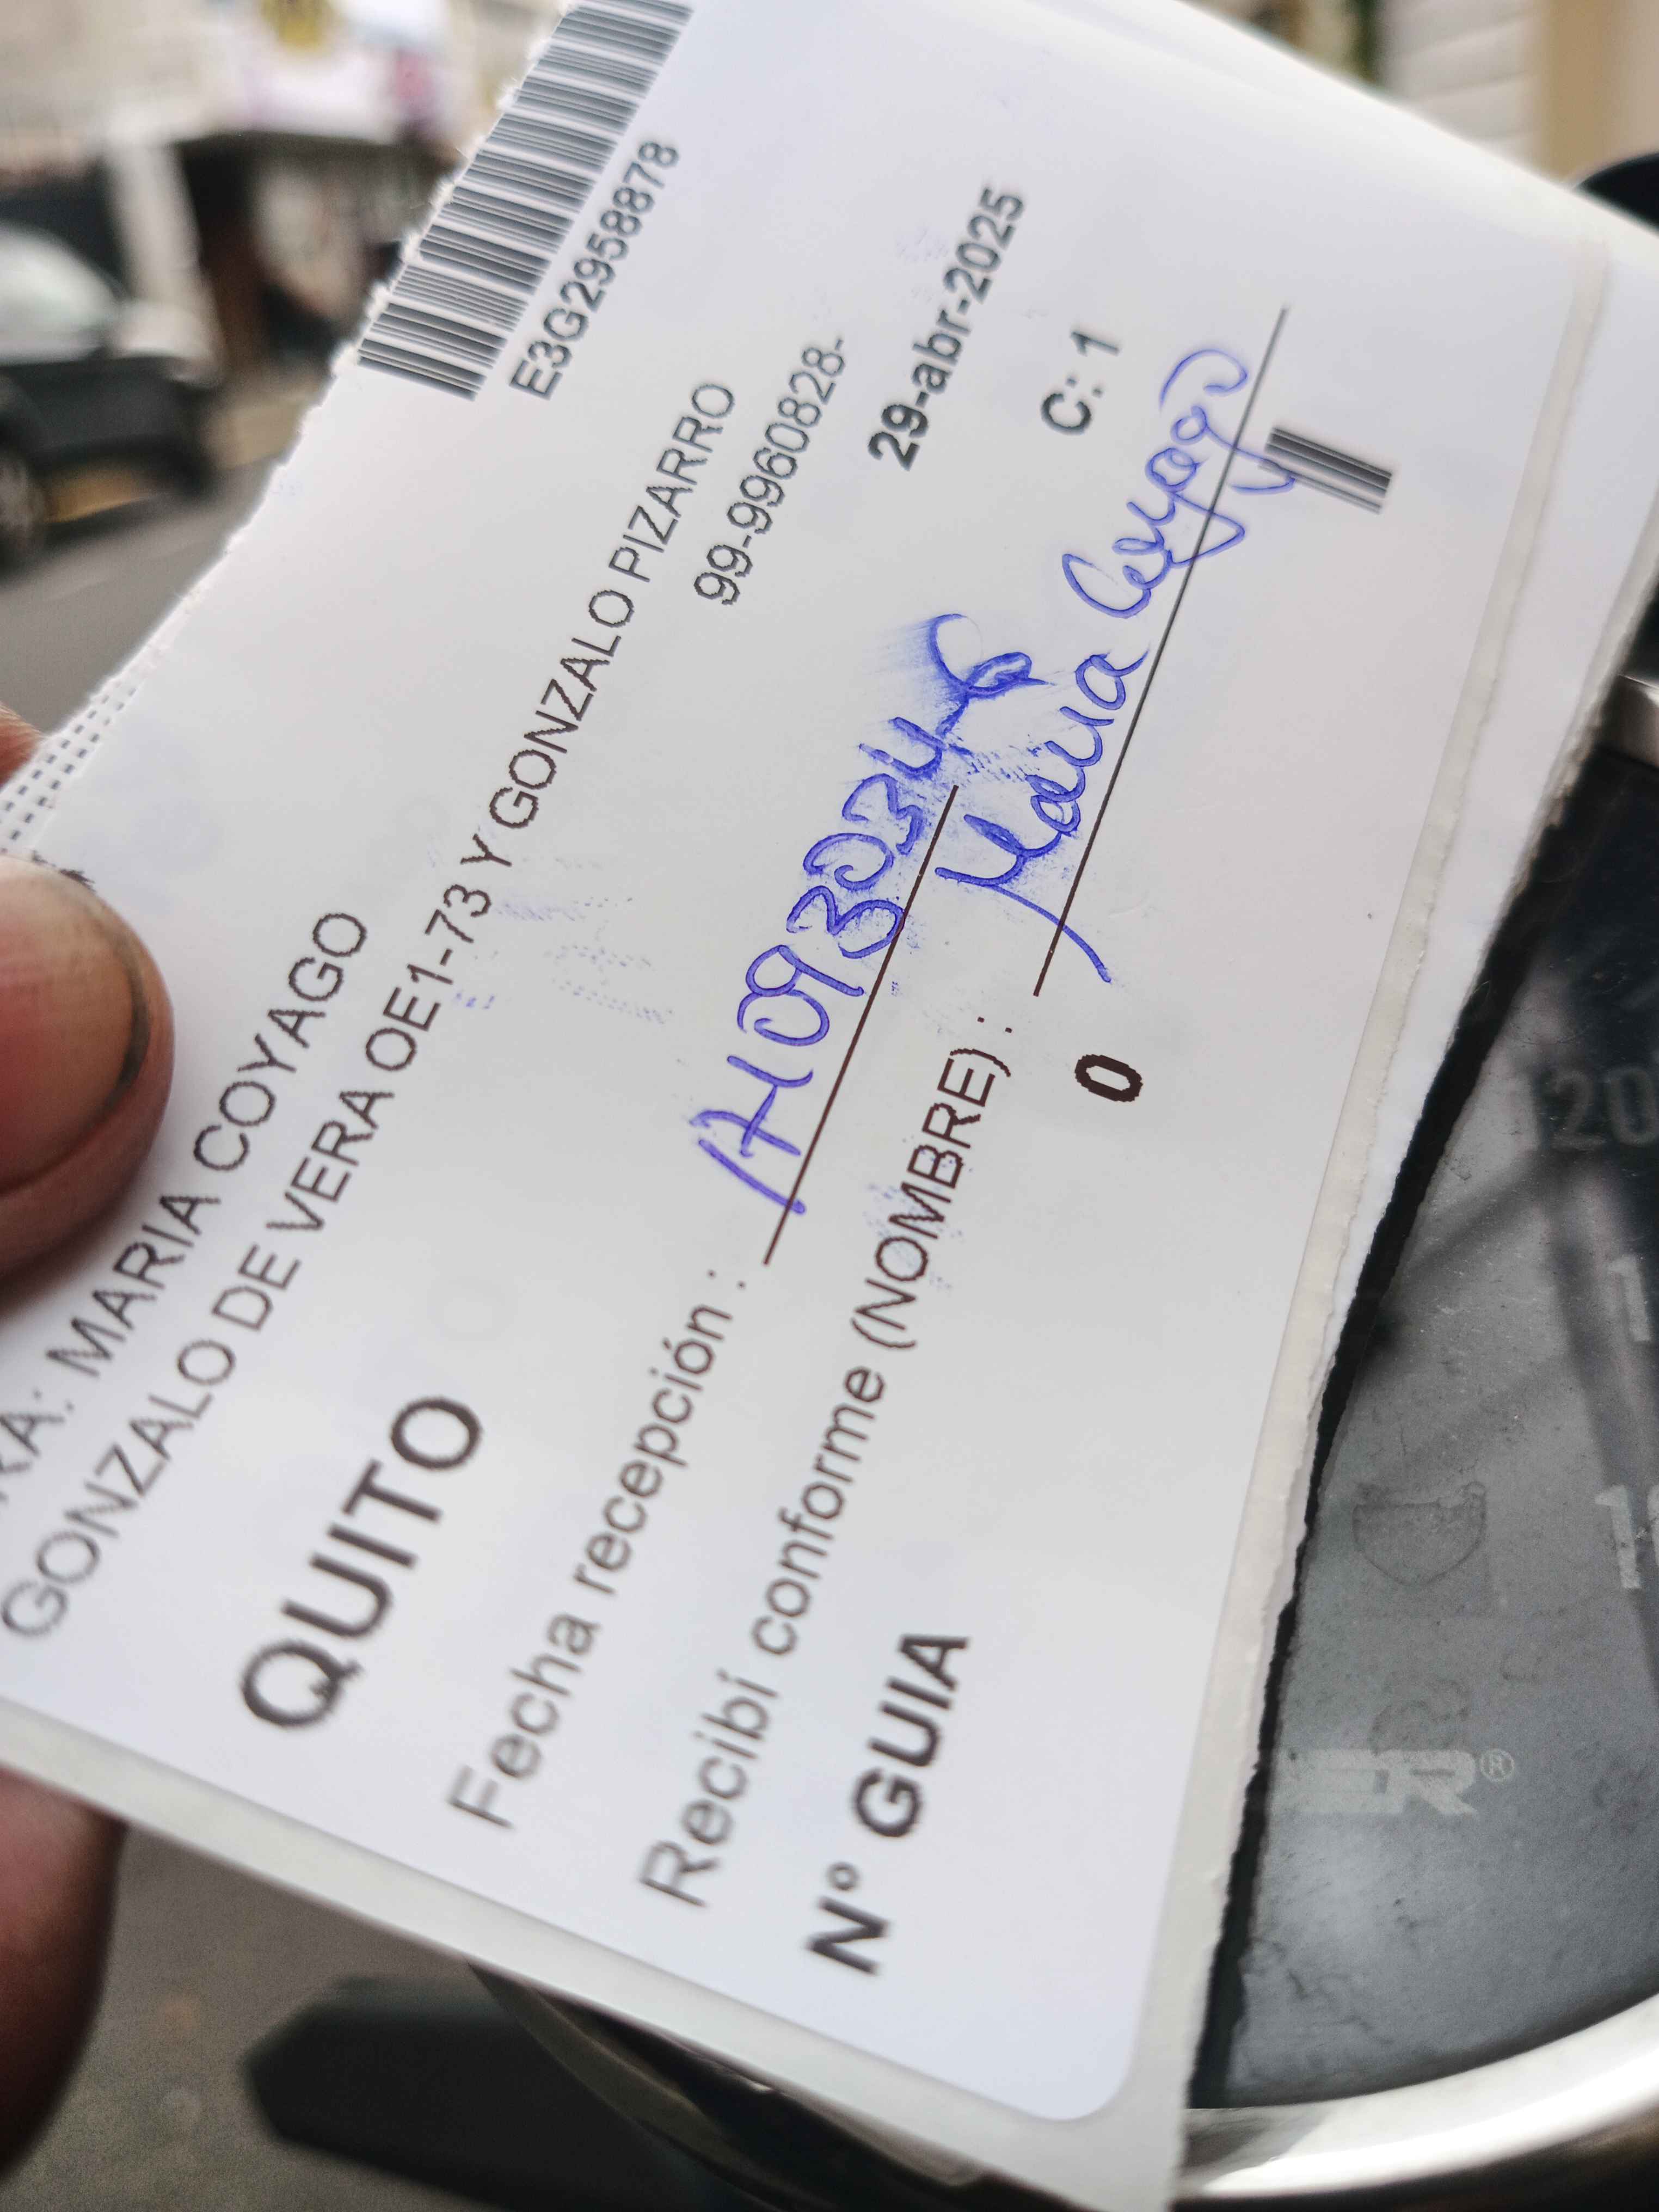 E3G2958878
RA: MARIA COYAGO
GONZALO DE VERA OE1-73 Y GONZALO PIZARRO
99-9960828-
QUITO
29-abr-2025
Fecha recepción :
C: 1
Recibí conforme (NOMBRE) : Maria Coyago
N° GUIA 0